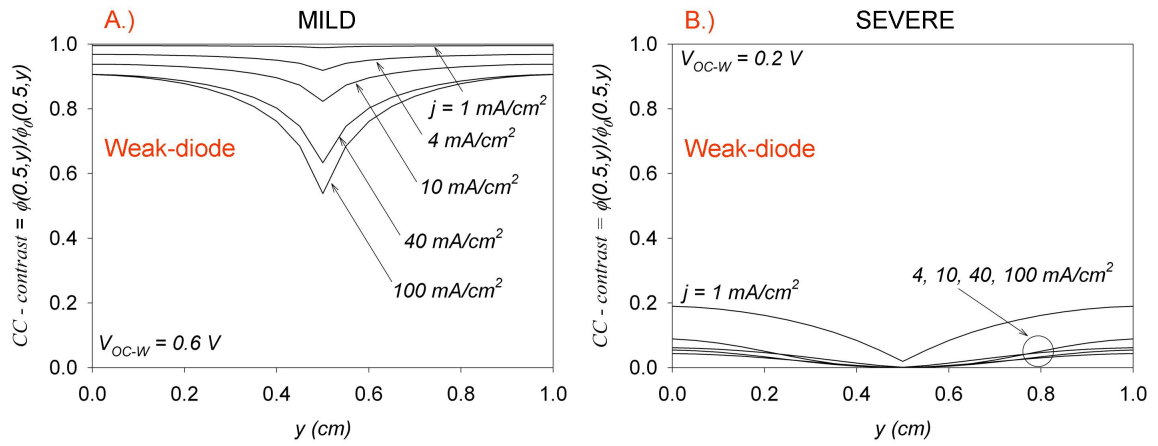 A.)
MILD
CC - contrast = ϕ(0.5,y)/ϕ₀(0.5,y)
1.0
0.8
0.6
0.4
0.2
0.0
j = 1 mA/cm²
4 mA/cm²
Weak-diode
10 mA/cm²
40 mA/cm²
100 mA/cm²
V_OC-W = 0.6 V
0.0 0.2 0.4 0.6 0.8 1.0
y (cm)
B.)
SEVERE
CC - contrast = ϕ(0.5,y)/ϕ₀(0.5,y)
1.0
0.8
0.6
0.4
0.2
0.0
V_OC-W = 0.2 V
Weak-diode
4, 10, 40, 100 mA/cm²
j = 1 mA/cm²
0.0 0.2 0.4 0.6 0.8 1.0
y (cm)